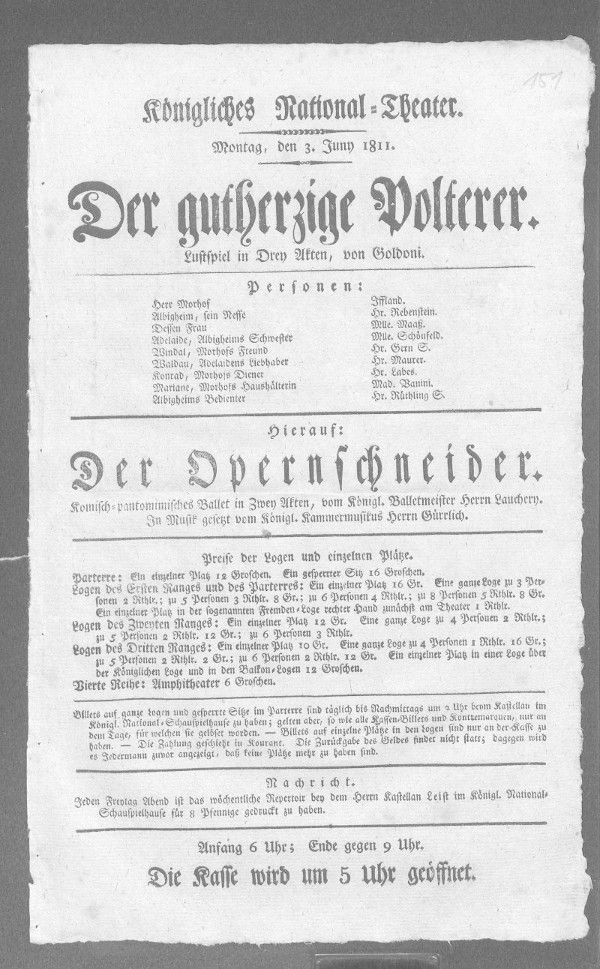 151
Königliches National-Theater.
Montag, den 3. Juny 1811.
Der gutherzige Polterer.
Lustspiel in Drey Akten, von Goldoni.
Personen:
Herr Morhof Iffland.
Albigheim, sein Neffe Hr. Rebenstein.
Dessen Frau Mlle. Maaß.
Adelaide, Albigheims Schwester Mlle. Schönfeld.
Windal, Morhofs Freund Hr. Gern S.
Waldau, Adelaidens Liebhaber Hr. Maurer.
Konrad, Morhofs Diener Hr. Labes.
Mariane, Morhofs Haushälterin Mad. Vanini.
Albigheims Bedienter Hr. Rüthling S.
Hierauf:
Der Opernschneider.
Komisch-pantomimisches Ballet in Zwey Akten, vom Königl. Balletmeister Herrn Lauchery.
In Musik gesetzt vom Königl. Kammermusikus Herrn Gürrlich.
Preise der Logen und einzelnen Plätze.
Parterre: Ein einzelner Platz 12 Groschen. Ein gesperrter Sitz 16 Groschen.
Logen des Ersten Ranges und des Parterres: Ein einzelner Platz 16 Gr. Eine ganze Loge zu 3 Per-
sonen 2 Rthlr.; zu 5 Personen 3 Rthlr. 8 Gr.; zu 6 Personen 4 Rthlr.; zu 8 Personen 5 Rthlr. 8 Gr.
Ein einzelner Platz in der sogenannten Fremden-Loge rechter Hand zunächst am Theater 1 Rthlr.
Logen des Zweyten Ranges: Ein einzelner Platz 12 Gr. Eine ganze Loge zu 4 Personen 2 Rthlr.;
zu 5 Personen 2 Rthlr. 12 Gr.; zu 6 Personen 3 Rthlr.
Logen des Dritten Ranges: Ein einzelner Platz 10 Gr. Eine ganze Loge zu 4 Personen 1 Rthlr. 16 Gr.;
zu 5 Personen 2 Rthlr. 2 Gr.; zu 6 Personen 2 Rthlr. 12 Gr. Ein einzelner Platz in einer Loge über
der Königlichen Loge und in den Balkon-Logen 12 Groschen.
Vierte Reihe: Amphitheater 6 Groschen.
Billets auf ganze Logen und gesperrte Sitze im Parterre sind täglich bis Nachmittags um 2 Uhr beym Kastellan im
Königl. National-Schauspielhause zu haben; gelten aber, so wie alle Kassen-Billets und Kontremarquen, nur an
dem Tage, für welchen sie gelöset worden. — Billets auf einzelne Plätze in den Logen sind nur an der Kasse zu
haben. — Die Zahlung geschieht in Kourant. Die Zurückgabe des Geldes findet nicht statt; dagegen wird
es Jedermann zuvor angezeigt, daß keine Plätze mehr zu haben sind.
Nachricht.
Jeden Freytag Abend ist das wöchentliche Repertoir bey dem Herrn Kastellan Leist im Königl. National-
Schauspielhause für 8 Pfennige gedruckt zu haben.
Anfang 6 Uhr; Ende gegen 9 Uhr.
Die Kasse wird um 5 Uhr geöffnet.